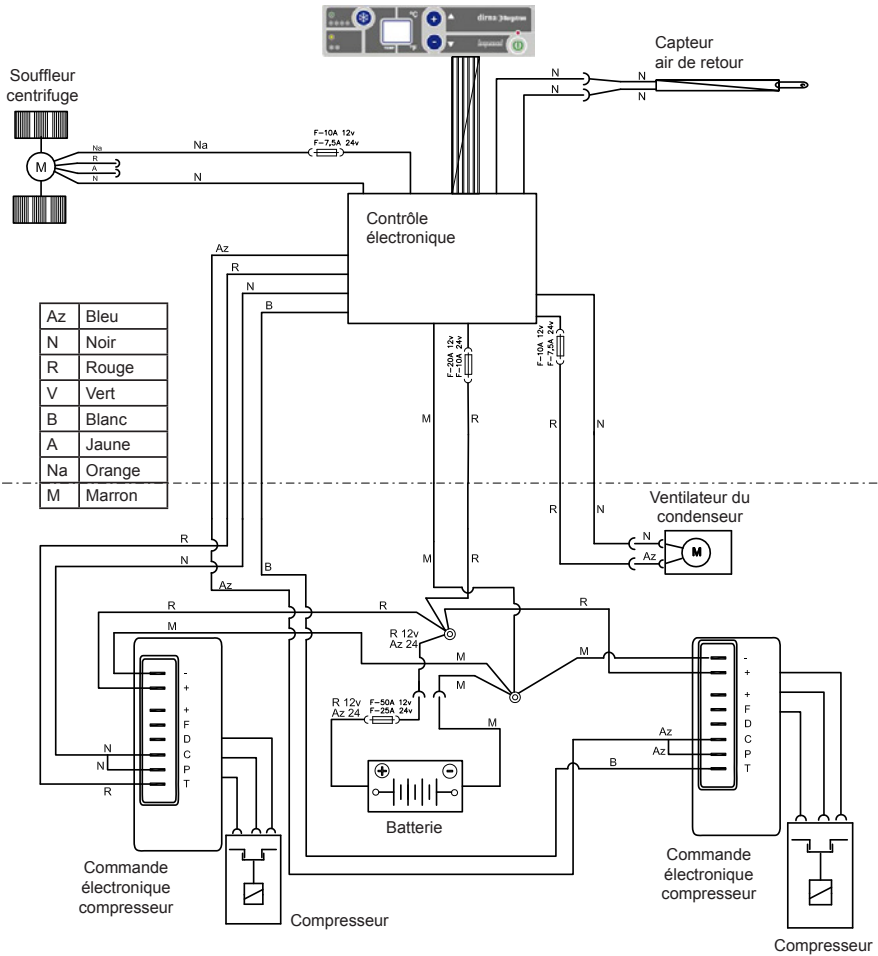 °C
°F
dirna Bergstrom
bycool
Souffleur
centrifuge
Capteur
air de retour
M
Na
R
A
N
Na
N
F-10A 12v
F-7,5A 24v
N
N
N
N
Contrôle
électronique
Az
R
N
B
Az Bleu
N Noir
R Rouge
V Vert
B Blanc
A Jaune
Na Orange
M Marron
F-20A 12v
F-10A 24v
F-10A 12v
F-7,5A 24v
M
R
R
N
Ventilateur du
condenseur
R
N
N
Az
M
R
N
B
Az
M
R
R
R
R
M
R 12v
Az 24
M
M
M
R 12v
Az 24
F-50A 12v
F-25A 24v
M
-
+
+
F
D
C
P
T
N
N
R
-
+
+
F
D
C
P
T
Az
Az
B
+
-
Batterie
Commande
électronique
compresseur
Compresseur
Commande
électronique
compresseur
Compresseur